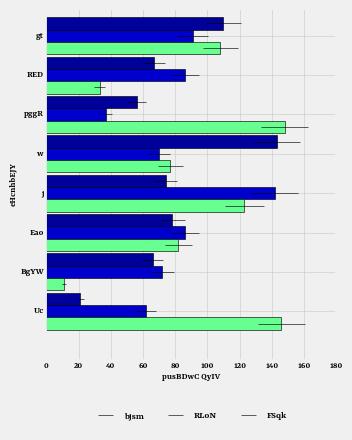 gt
RED
pggR
w
j
Eao
BgYW
Uc
eHcnhbEJY
0 20 40 60 80 100 120 140 160 180
pusBDwC QyIV
bjsm RLoN FSqk